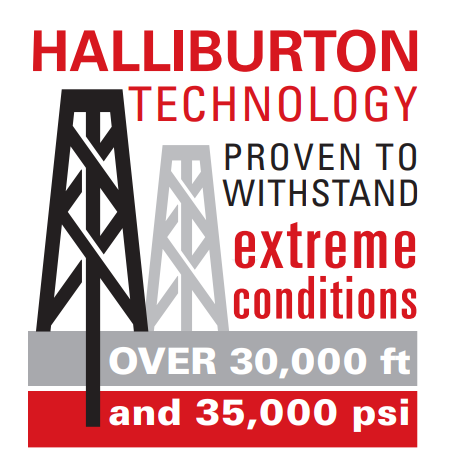 HALLIBURTON
TECHNOLOGY
PROVEN TO
WITHSTAND
extreme
conditions
OVER 30,000 ft
and 35,000 psi